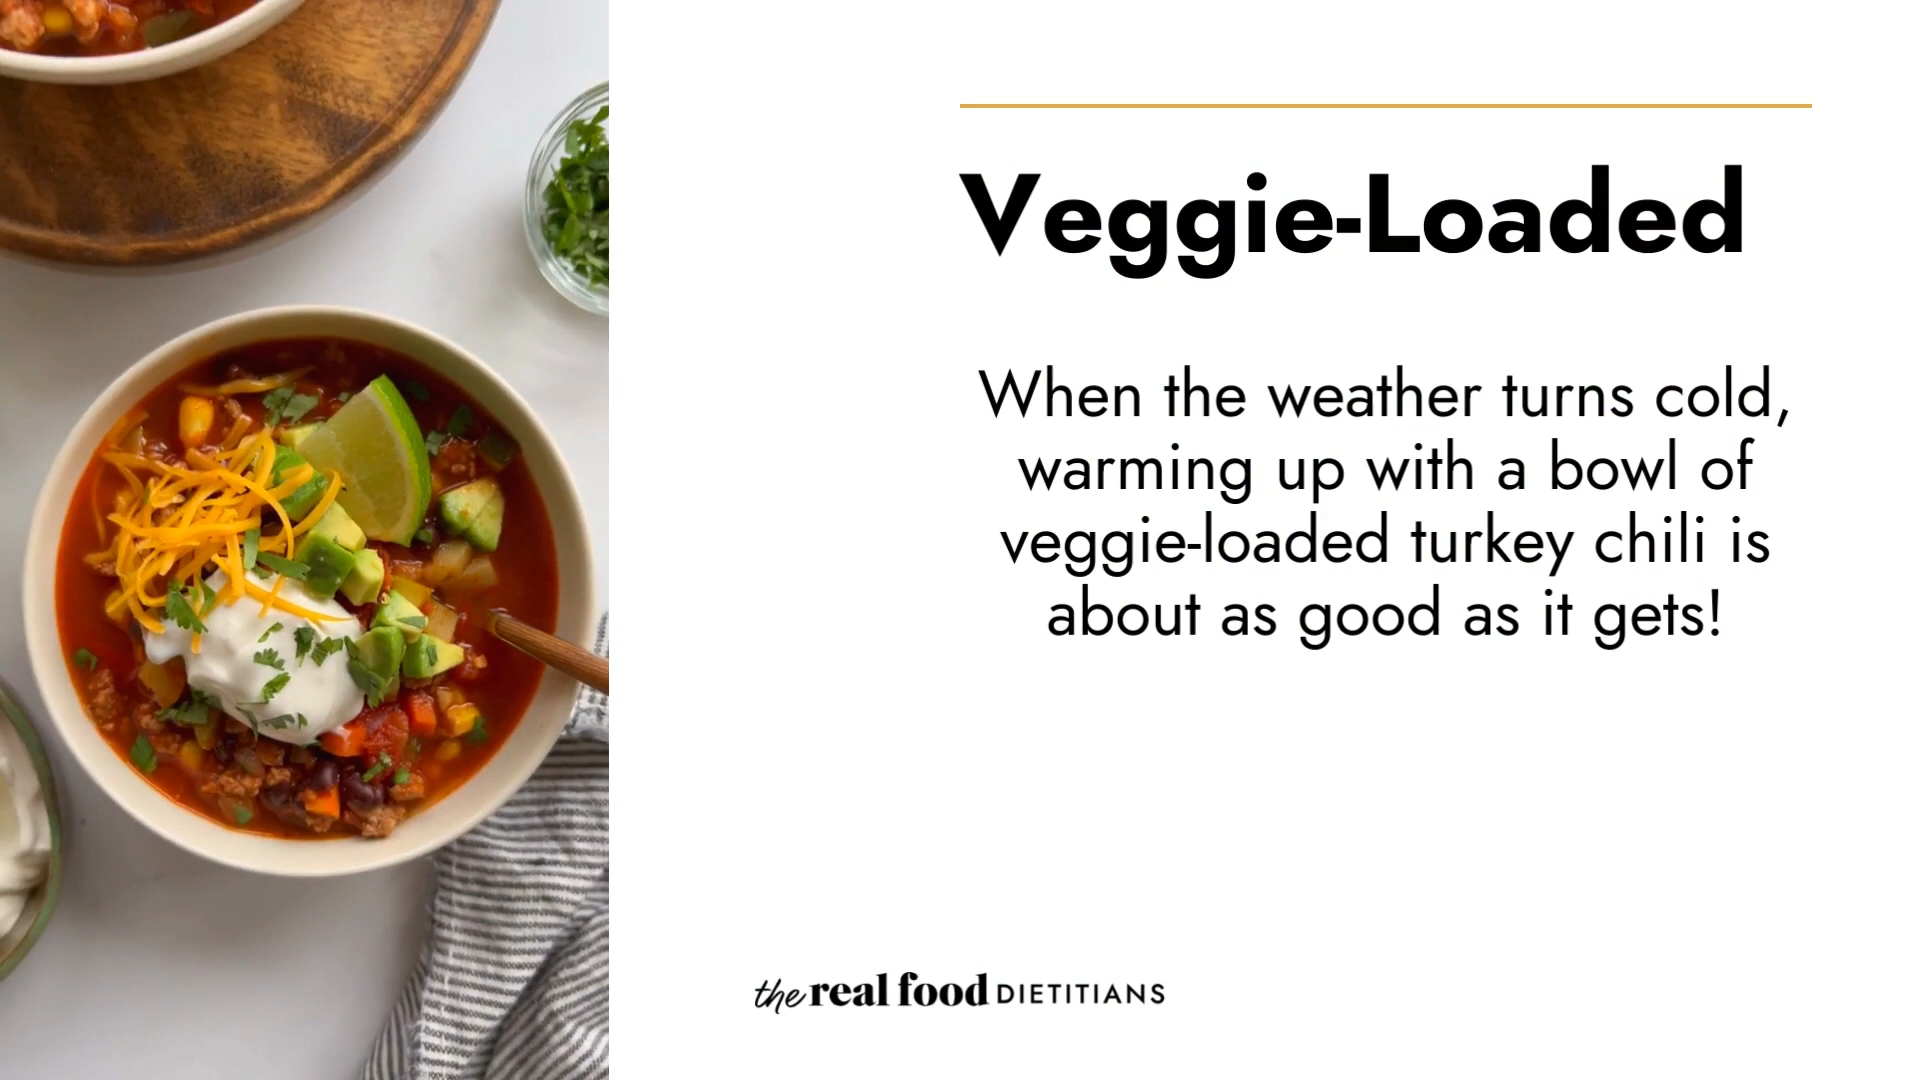 Veggie-Loaded
When the weather turns cold,
warming up with a bowl of
veggie-loaded turkey chili is
about as good as it gets!
the real food DIETITIANS